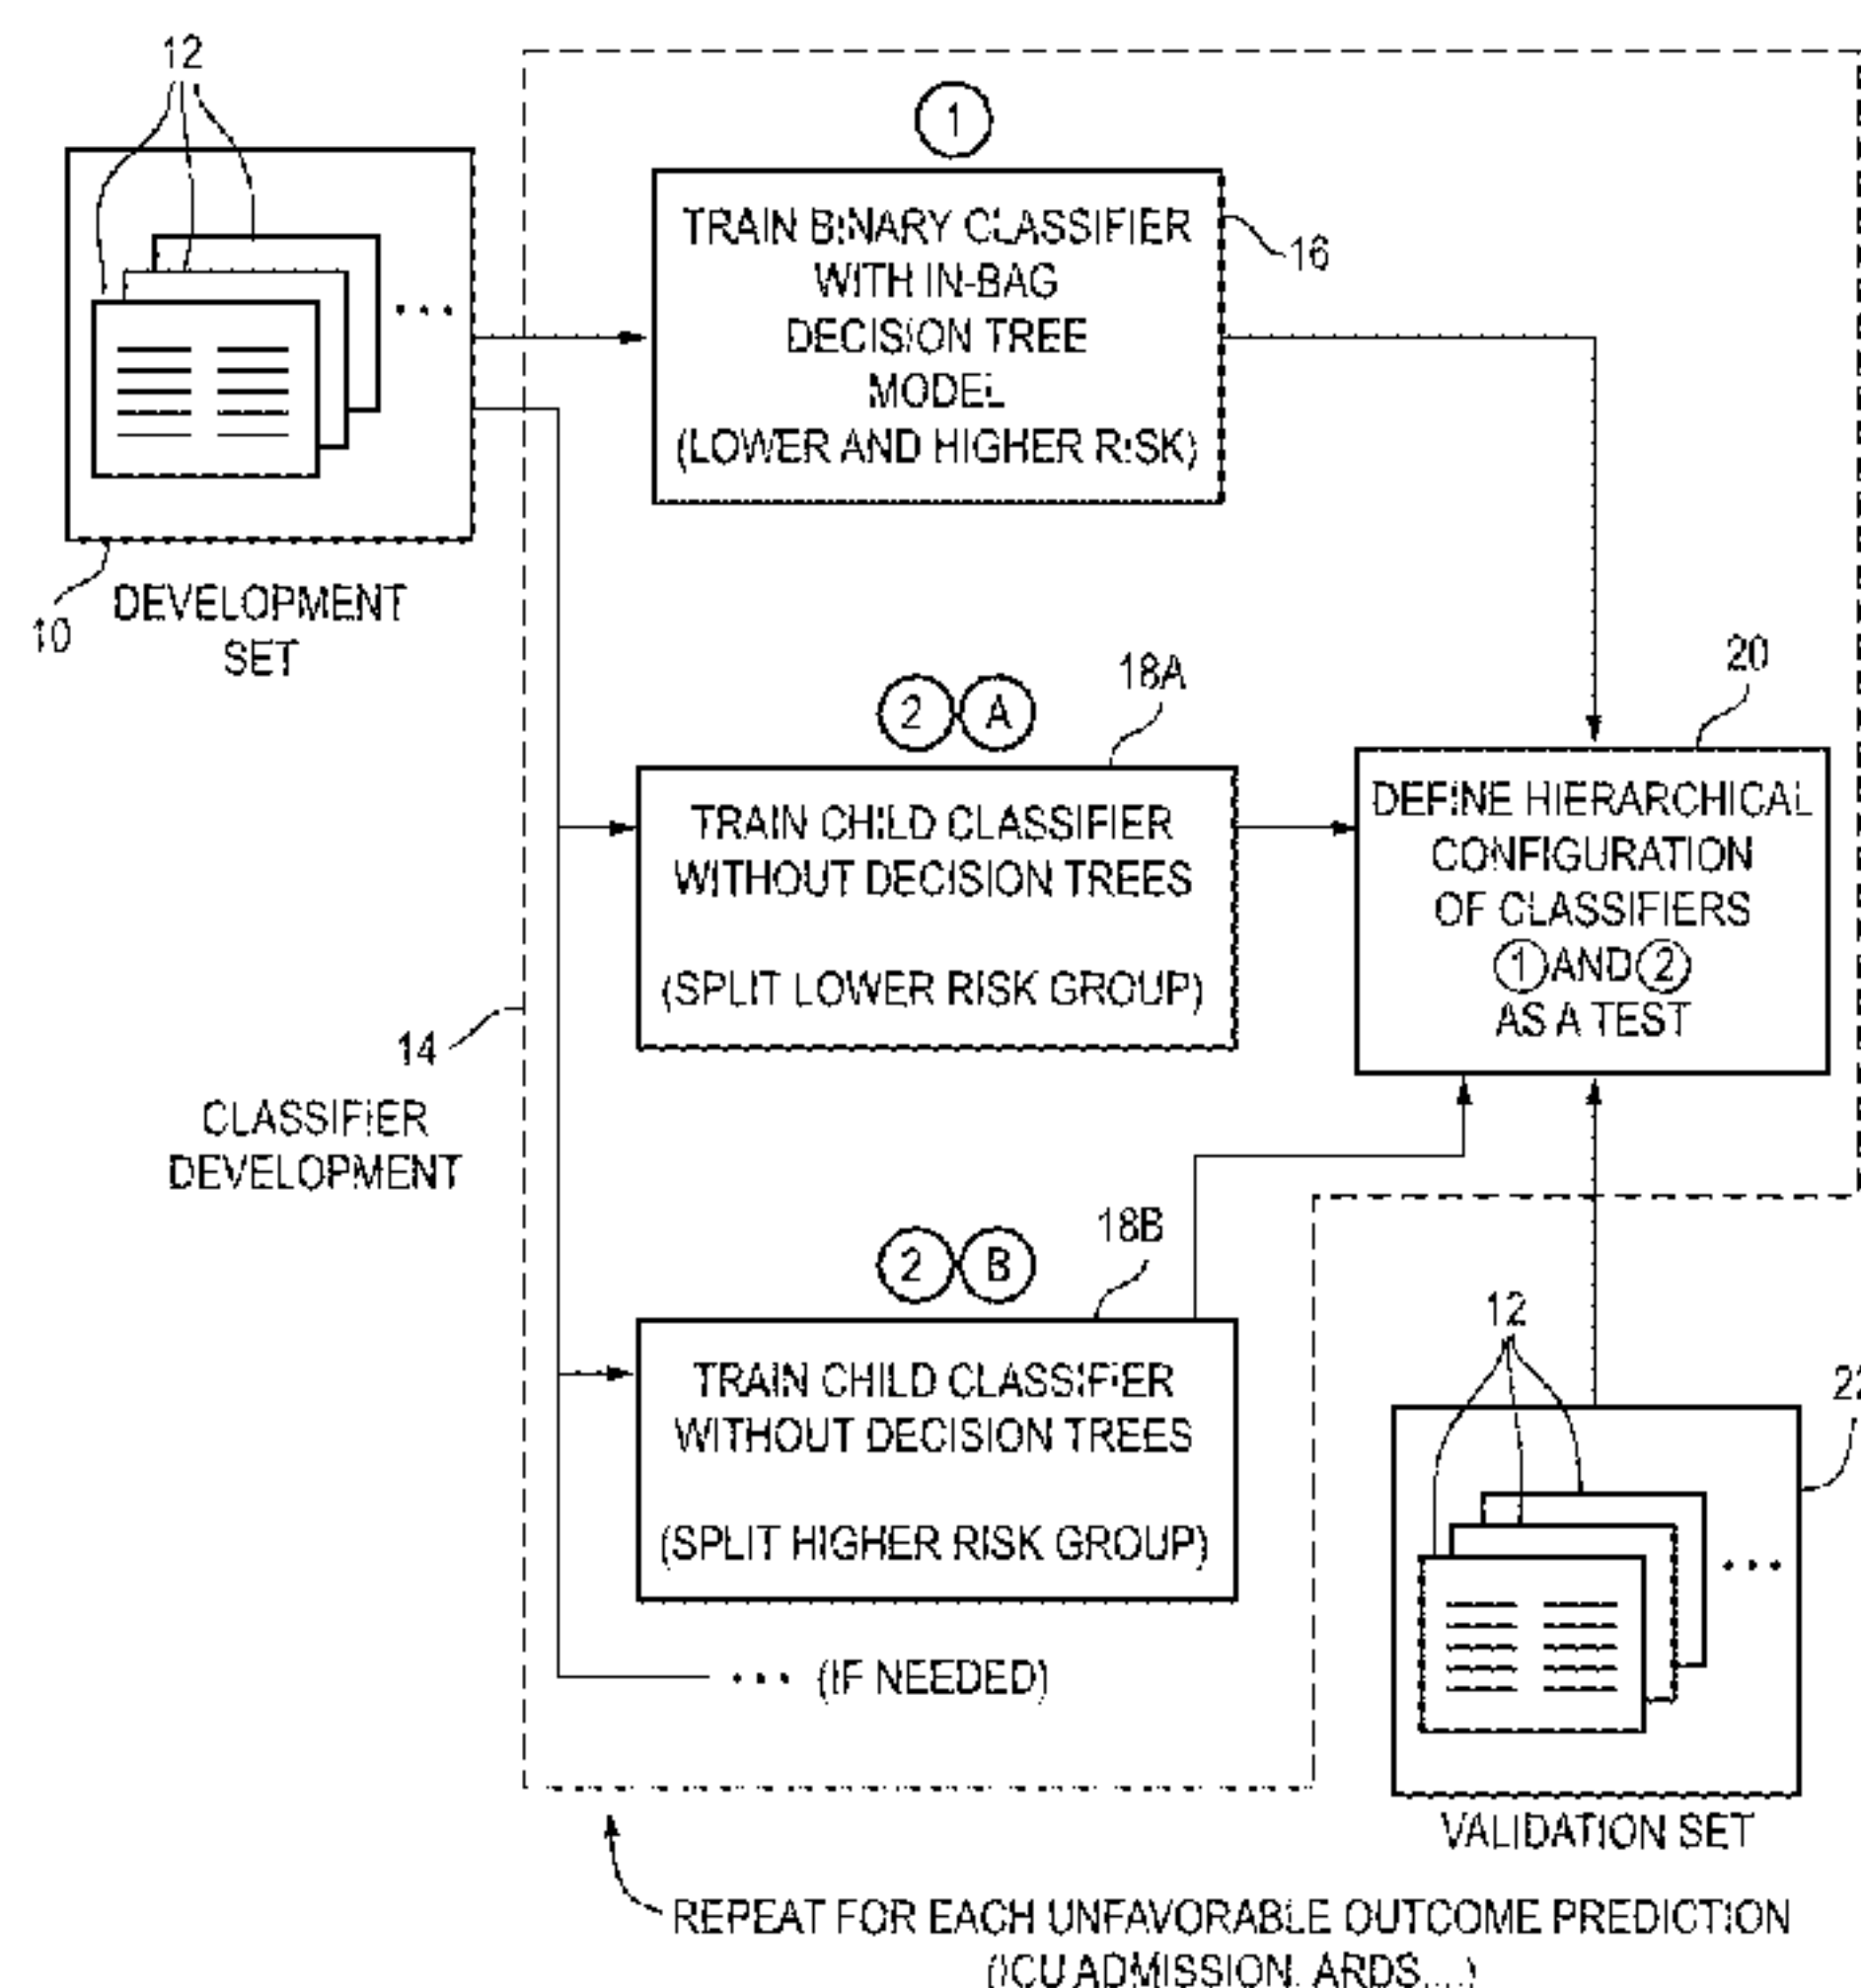 12
1
TRAIN BINARY CLASSIFIER
WITH IN-BAG
DECISION TREE
MODEL
(LOWER AND HIGHER RISK)
16
10
DEVELOPMENT
SET
2 A
18A
TRAIN CHILD CLASSIFIER
WITHOUT DECISION TREES
(SPLIT LOWER RISK GROUP)
20
DEFINE HIERARCHICAL
CONFIGURATION
OF CLASSIFIERS
1 AND 2
AS A TEST
14
CLASSIFIER
DEVELOPMENT
2 B
18B
TRAIN CHILD CLASSIFIER
WITHOUT DECISION TREES
(SPLIT HIGHER RISK GROUP)
... (IF NEEDED)
12
22
...
...
VALIDATION SET
REPEAT FOR EACH UNFAVORABLE OUTCOME PREDICTION
(ICU ADMISSION, ARDS....)